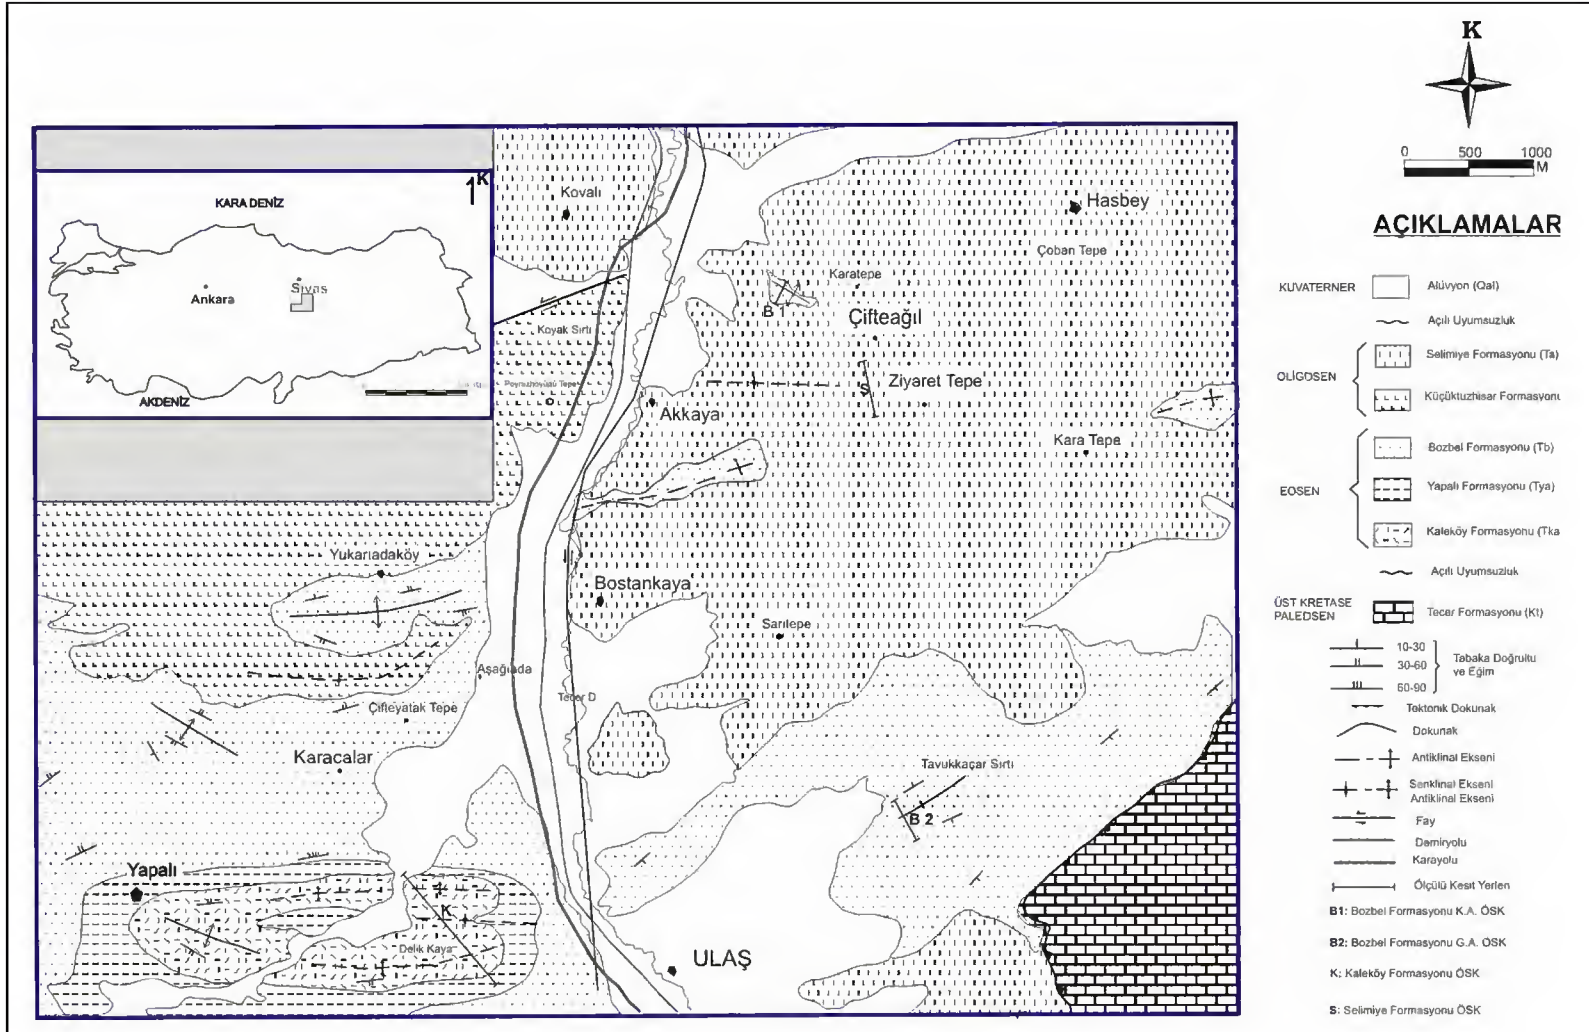 K
0 500 1000
M
KARA DENİZ
K
Sivas
Ankara
AKDENİZ
Kovalı
Hasbey
Çoban Tepe
Karatepe
B 1
Çifteağıl
Koyak Sırtı
Ziyaret Tepe
S
Akkaya
Kara Tepe
Yukarıadaköy
Bostankaya
Sarıtepe
Aşağıada
Tecer D
Çifteyatak Tepe
Karacalar
Tavukkaçar Sırtı
B 2
Yapalı
K
Delik Kaya
ULAŞ
AÇIKLAMALAR
KUVATERNER
Alüvyon (Qal)
Açılı Uyumsuzluk
OLİGOSEN
Selimiye Formasyonu (Ta)
Küçüktuzhisar Formasyonu
EOSEN
Bozbel Formasyonu (Tb)
Yapalı Formasyonu (Tya)
Kaleköy Formasyonu (Tka
Açılı Uyumsuzluk
ÜST KRETASE
PALEDSEN
Tecer Formasyonu (Kt)
10-30
30-60
60-90
Tabaka Doğrultu
ve Eğim
Tektonik Dokunak
Dokunak
Antiklinal Ekseni
Senklinal Ekseni
Antiklinal Ekseni
Fay
Demiryolu
Karayolu
Ölçülü Kesit Yerleri
B1: Bozbel Formasyonu K.A. ÖSK
B2: Bozbel Formasyonu G.A. ÖSK
K: Kaleköy Formasyonu ÖSK
S: Selimiye Formasyonu ÖSK